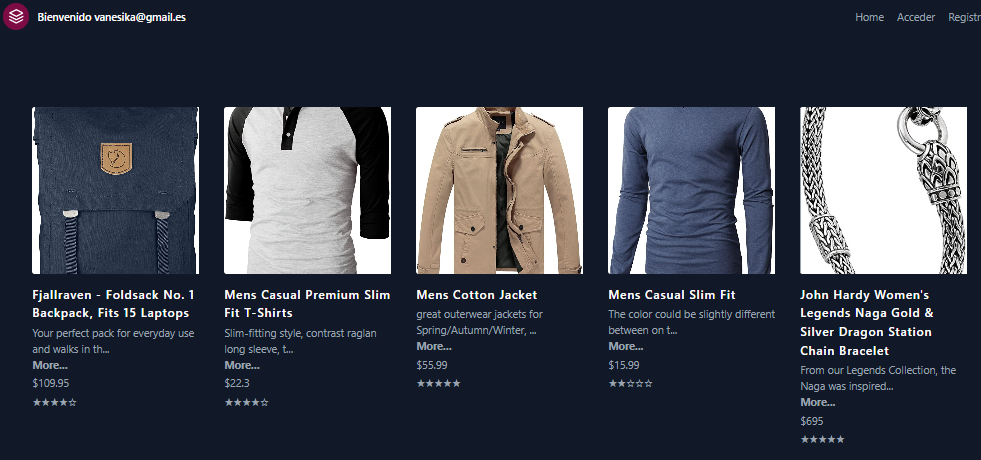 Bienvenido vanesika@gmail.es
Home Acceder Registr
Fjallraven - Foldsack No. 1
Backpack, Fits 15 Laptops
Your perfect pack for everyday use
and walks in th...
More...
$109.95
★★★★☆
Mens Casual Premium Slim
Fit T-Shirts
Slim-fitting style, contrast raglan
long sleeve, t...
More...
$22.3
★★★★☆
Mens Cotton Jacket
great outerwear jackets for
Spring/Autumn/Winter, ...
More...
$55.99
★★★★★
Mens Casual Slim Fit
The color could be slightly different
between on t...
More...
$15.99
★★☆☆☆
John Hardy Women's
Legends Naga Gold &
Silver Dragon Station
Chain Bracelet
From our Legends Collection, the
Naga was inspired...
More...
$695
★★★★★